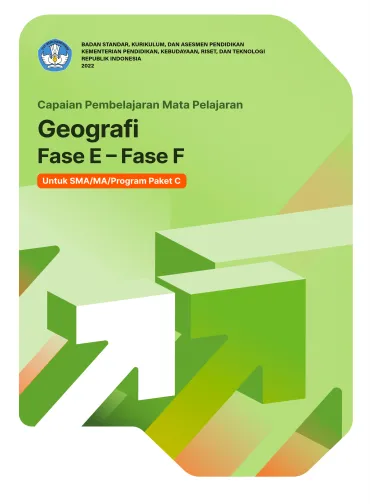 BADAN STANDAR, KURIKULUM, DAN ASESMEN PENDIDIKAN
KEMENTERIAN PENDIDIKAN, KEBUDAYAAN, RISET, DAN TEKNOLOGI
REPUBLIK INDONESIA
2022
Capaian Pembelajaran Mata Pelajaran
Geografi
Fase E – Fase F
Untuk SMA/MA/Program Paket C